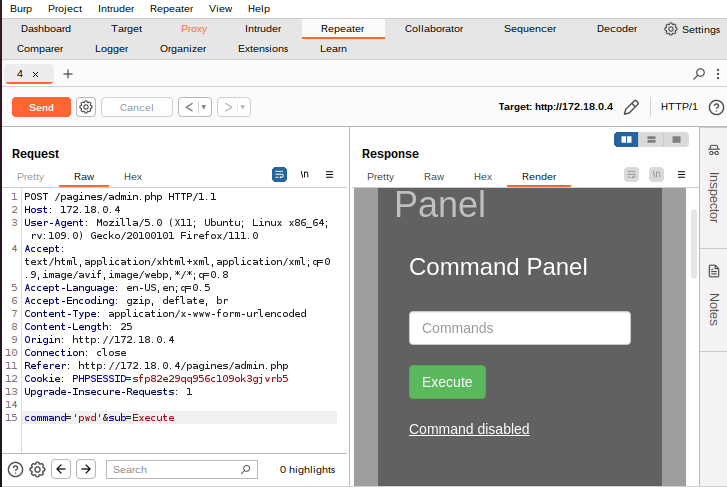 Burp Project Intruder Repeater View Help
Dashboard Target Proxy Intruder Repeater Collaborator Sequencer Decoder Settings
Comparer Logger Organizer Extensions Learn
4 × +
Send Cancel < >
Target: http://172.18.0.4 HTTP/1
Request
Pretty Raw Hex \n
1 POST /pagines/admin.php HTTP/1.1
2 Host: 172.18.0.4
3 User-Agent: Mozilla/5.0 (X11; Ubuntu; Linux x86_64;
rv:109.0) Gecko/20100101 Firefox/111.0
4 Accept:
text/html,application/xhtml+xml,application/xml;q=0
.9,image/avif,image/webp,*/*;q=0.8
5 Accept-Language: en-US,en;q=0.5
6 Accept-Encoding: gzip, deflate, br
7 Content-Type: application/x-www-form-urlencoded
8 Content-Length: 25
9 Origin: http://172.18.0.4
10 Connection: close
11 Referer: http://172.18.0.4/pagines/admin.php
12 Cookie: PHPSESSID=sfp82e29qq956c109ok3gjvrb5
13 Upgrade-Insecure-Requests: 1
14
15 command='pwd'&sub=Execute
Search 0 highlights
Response
Pretty Raw Hex Render \n
Panel
Command Panel
Commands
Execute
Command disabled
Inspector
Notes